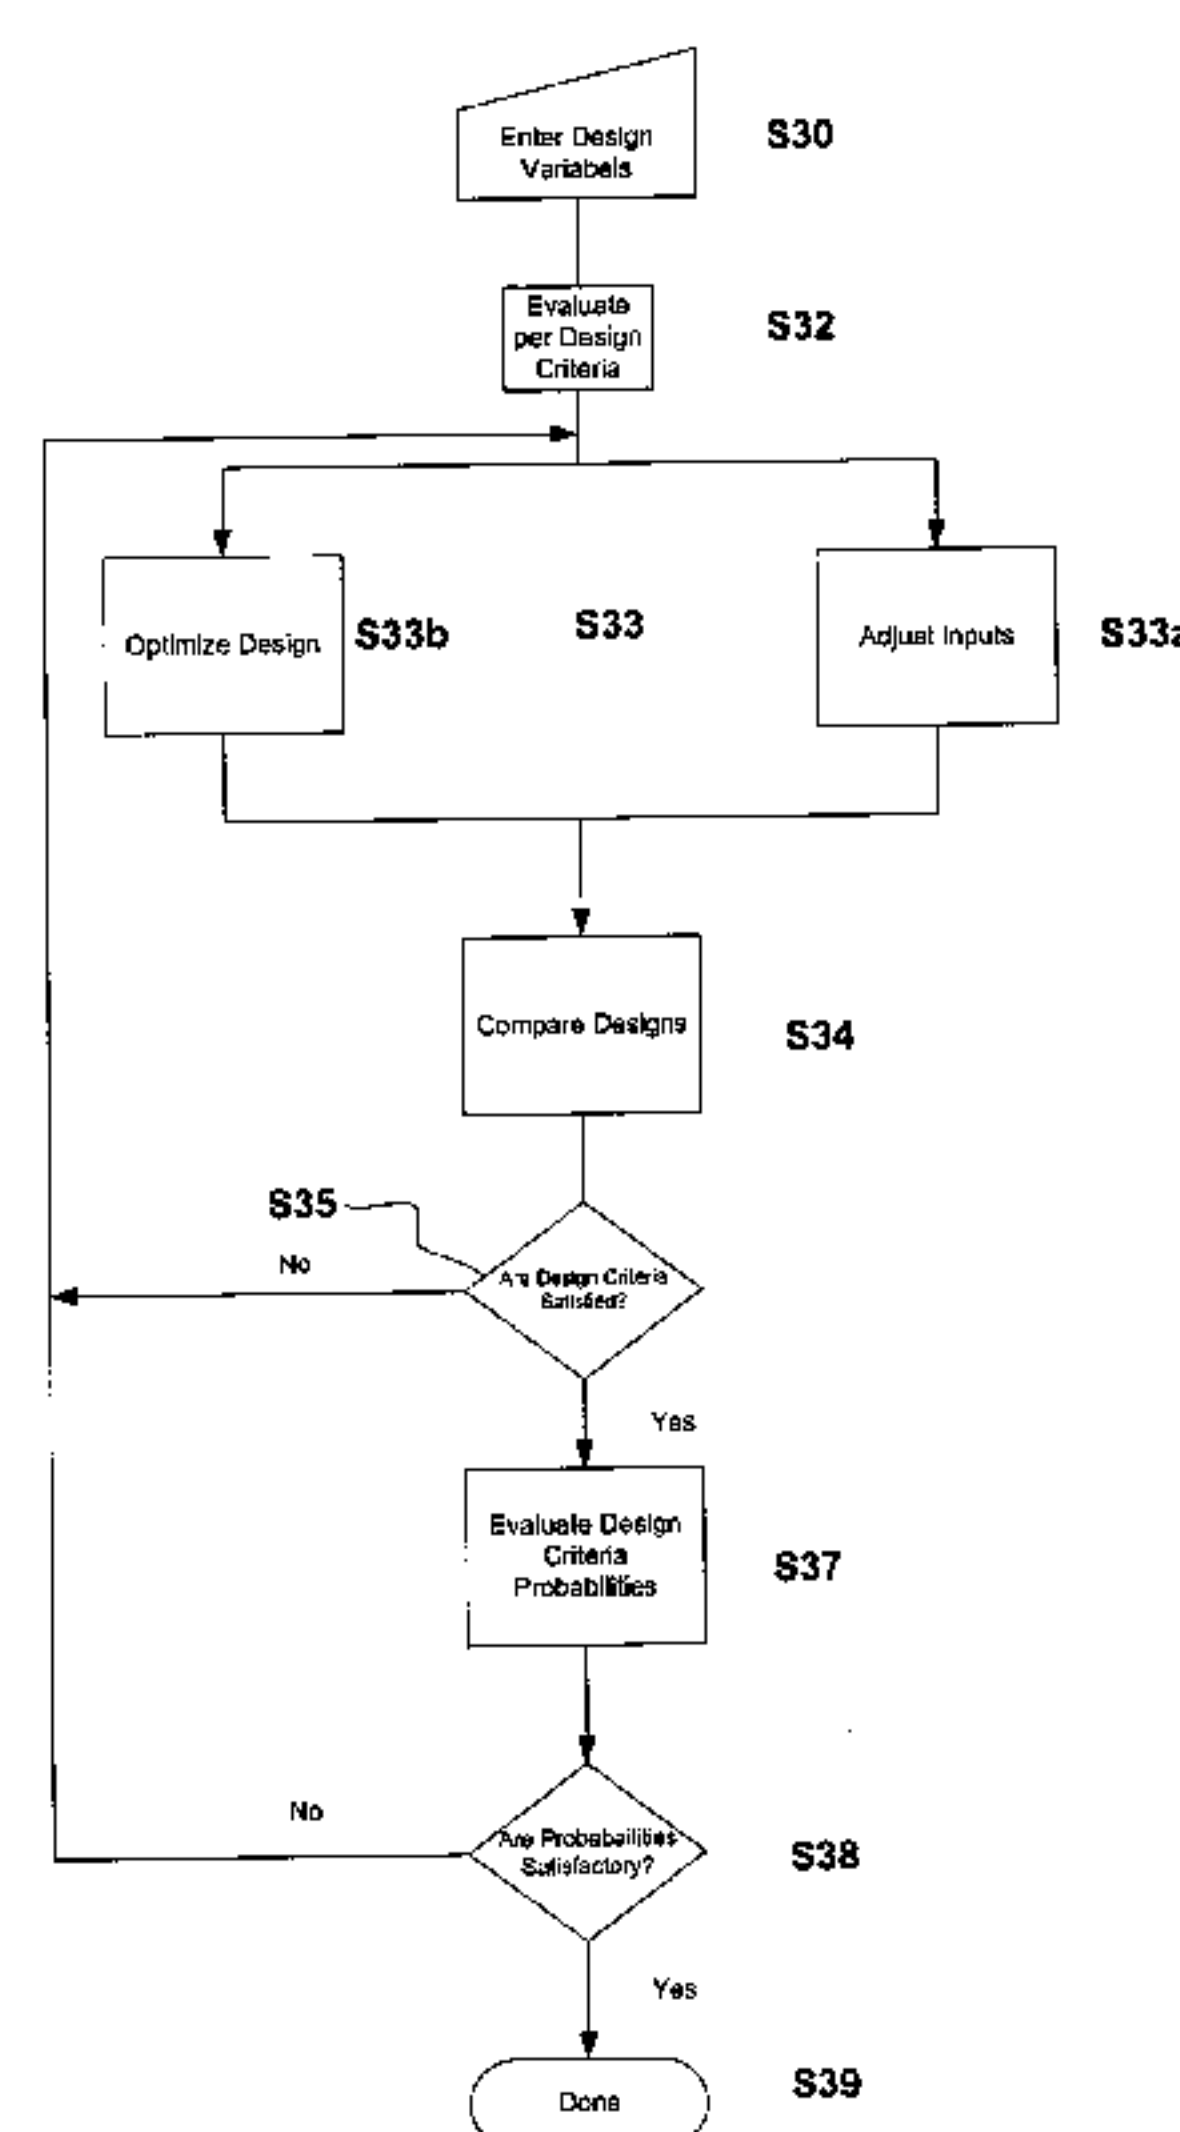 Enter Design
Variabels
S30
Evaluate
per Design
Criteria
S32
Optimize Design
S33b
S33
Adjust Inputs
S33a
Compare Designs
S34
S35
No
Are Design Criteria
Satisfied?
Yes
Evaluate Design
Criteria
Probabilities
S37
No
Are Probabailities
Satisfactory?
S38
Yes
Done
S39